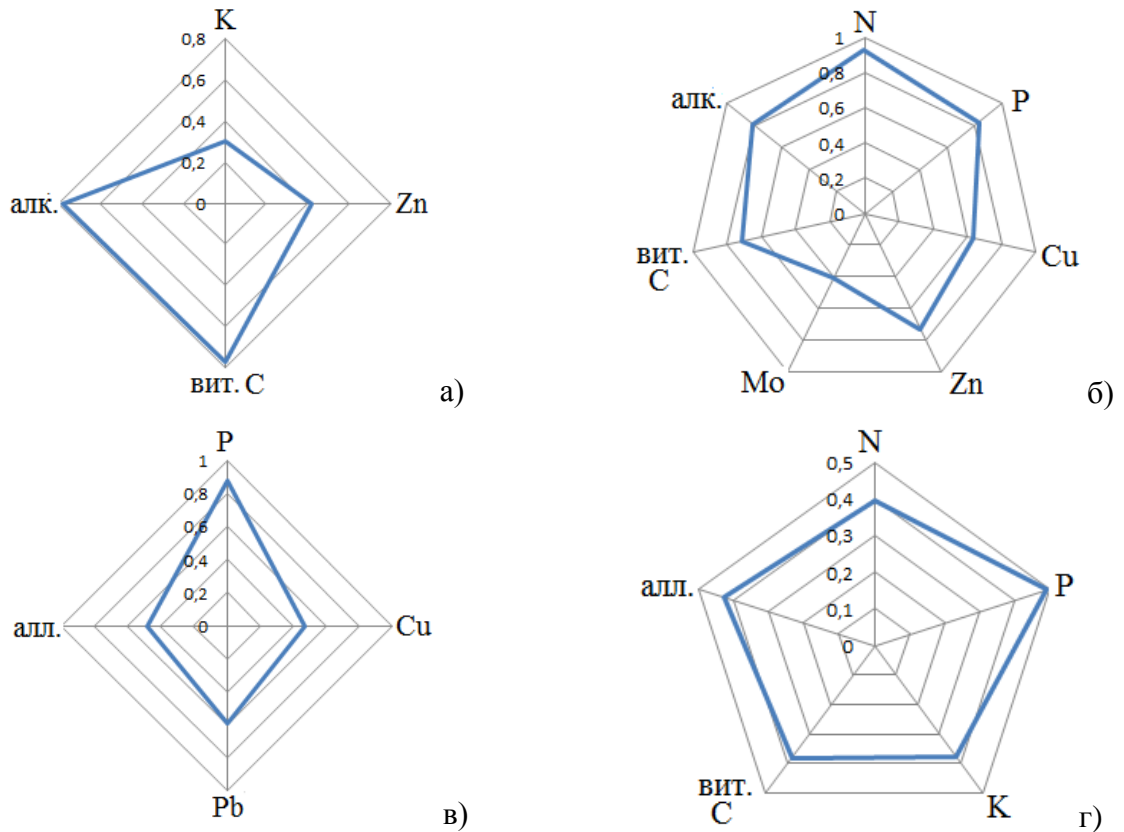 K
0,8
0,6
0,4
0,2
0
алк.
Zn
вит. С
а)
N
1
0,8
0,6
0,4
0,2
0
алк.
P
вит.
С
Cu
Mo
Zn
б)
P
1
0,8
0,6
0,4
0,2
0
алл.
Cu
Pb
в)
N
0,5
0,4
0,3
0,2
0,1
0
алл.
P
вит.
С
K
г)